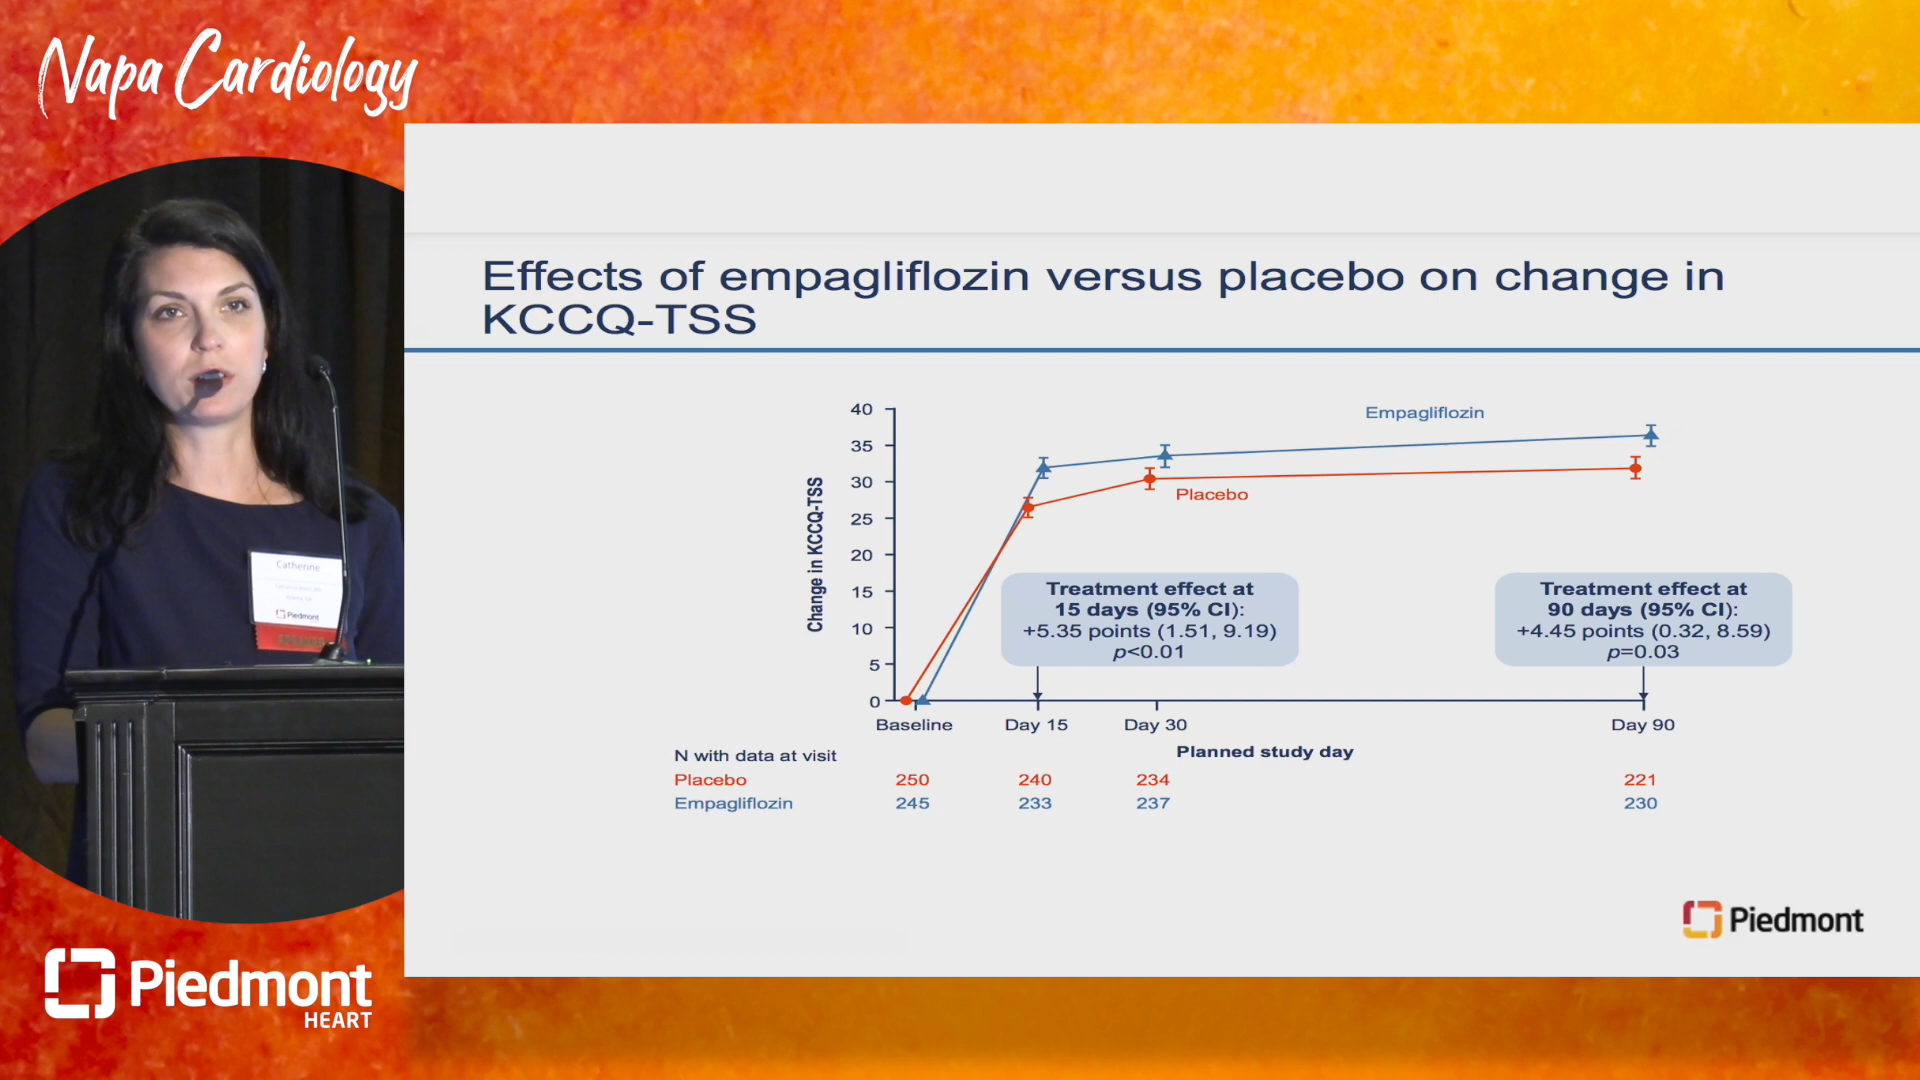 Napa Cardiology
Effects of empagliflozin versus placebo on change in
KCCQ-TSS
Change in KCCQ-TSS
40
35
30
25
20
15
10
5
0
Empagliflozin
Placebo
Treatment effect at
15 days (95% CI):
+5.35 points (1.51, 9.19)
p<0.01
Treatment effect at
90 days (95% CI):
+4.45 points (0.32, 8.59)
p=0.03
Baseline Day 15 Day 30 Day 90
Planned study day
N with data at visit
Placebo 250 240 234 221
Empagliflozin 245 233 237 230
Piedmont
Catherine
Piedmont
Piedmont
HEART